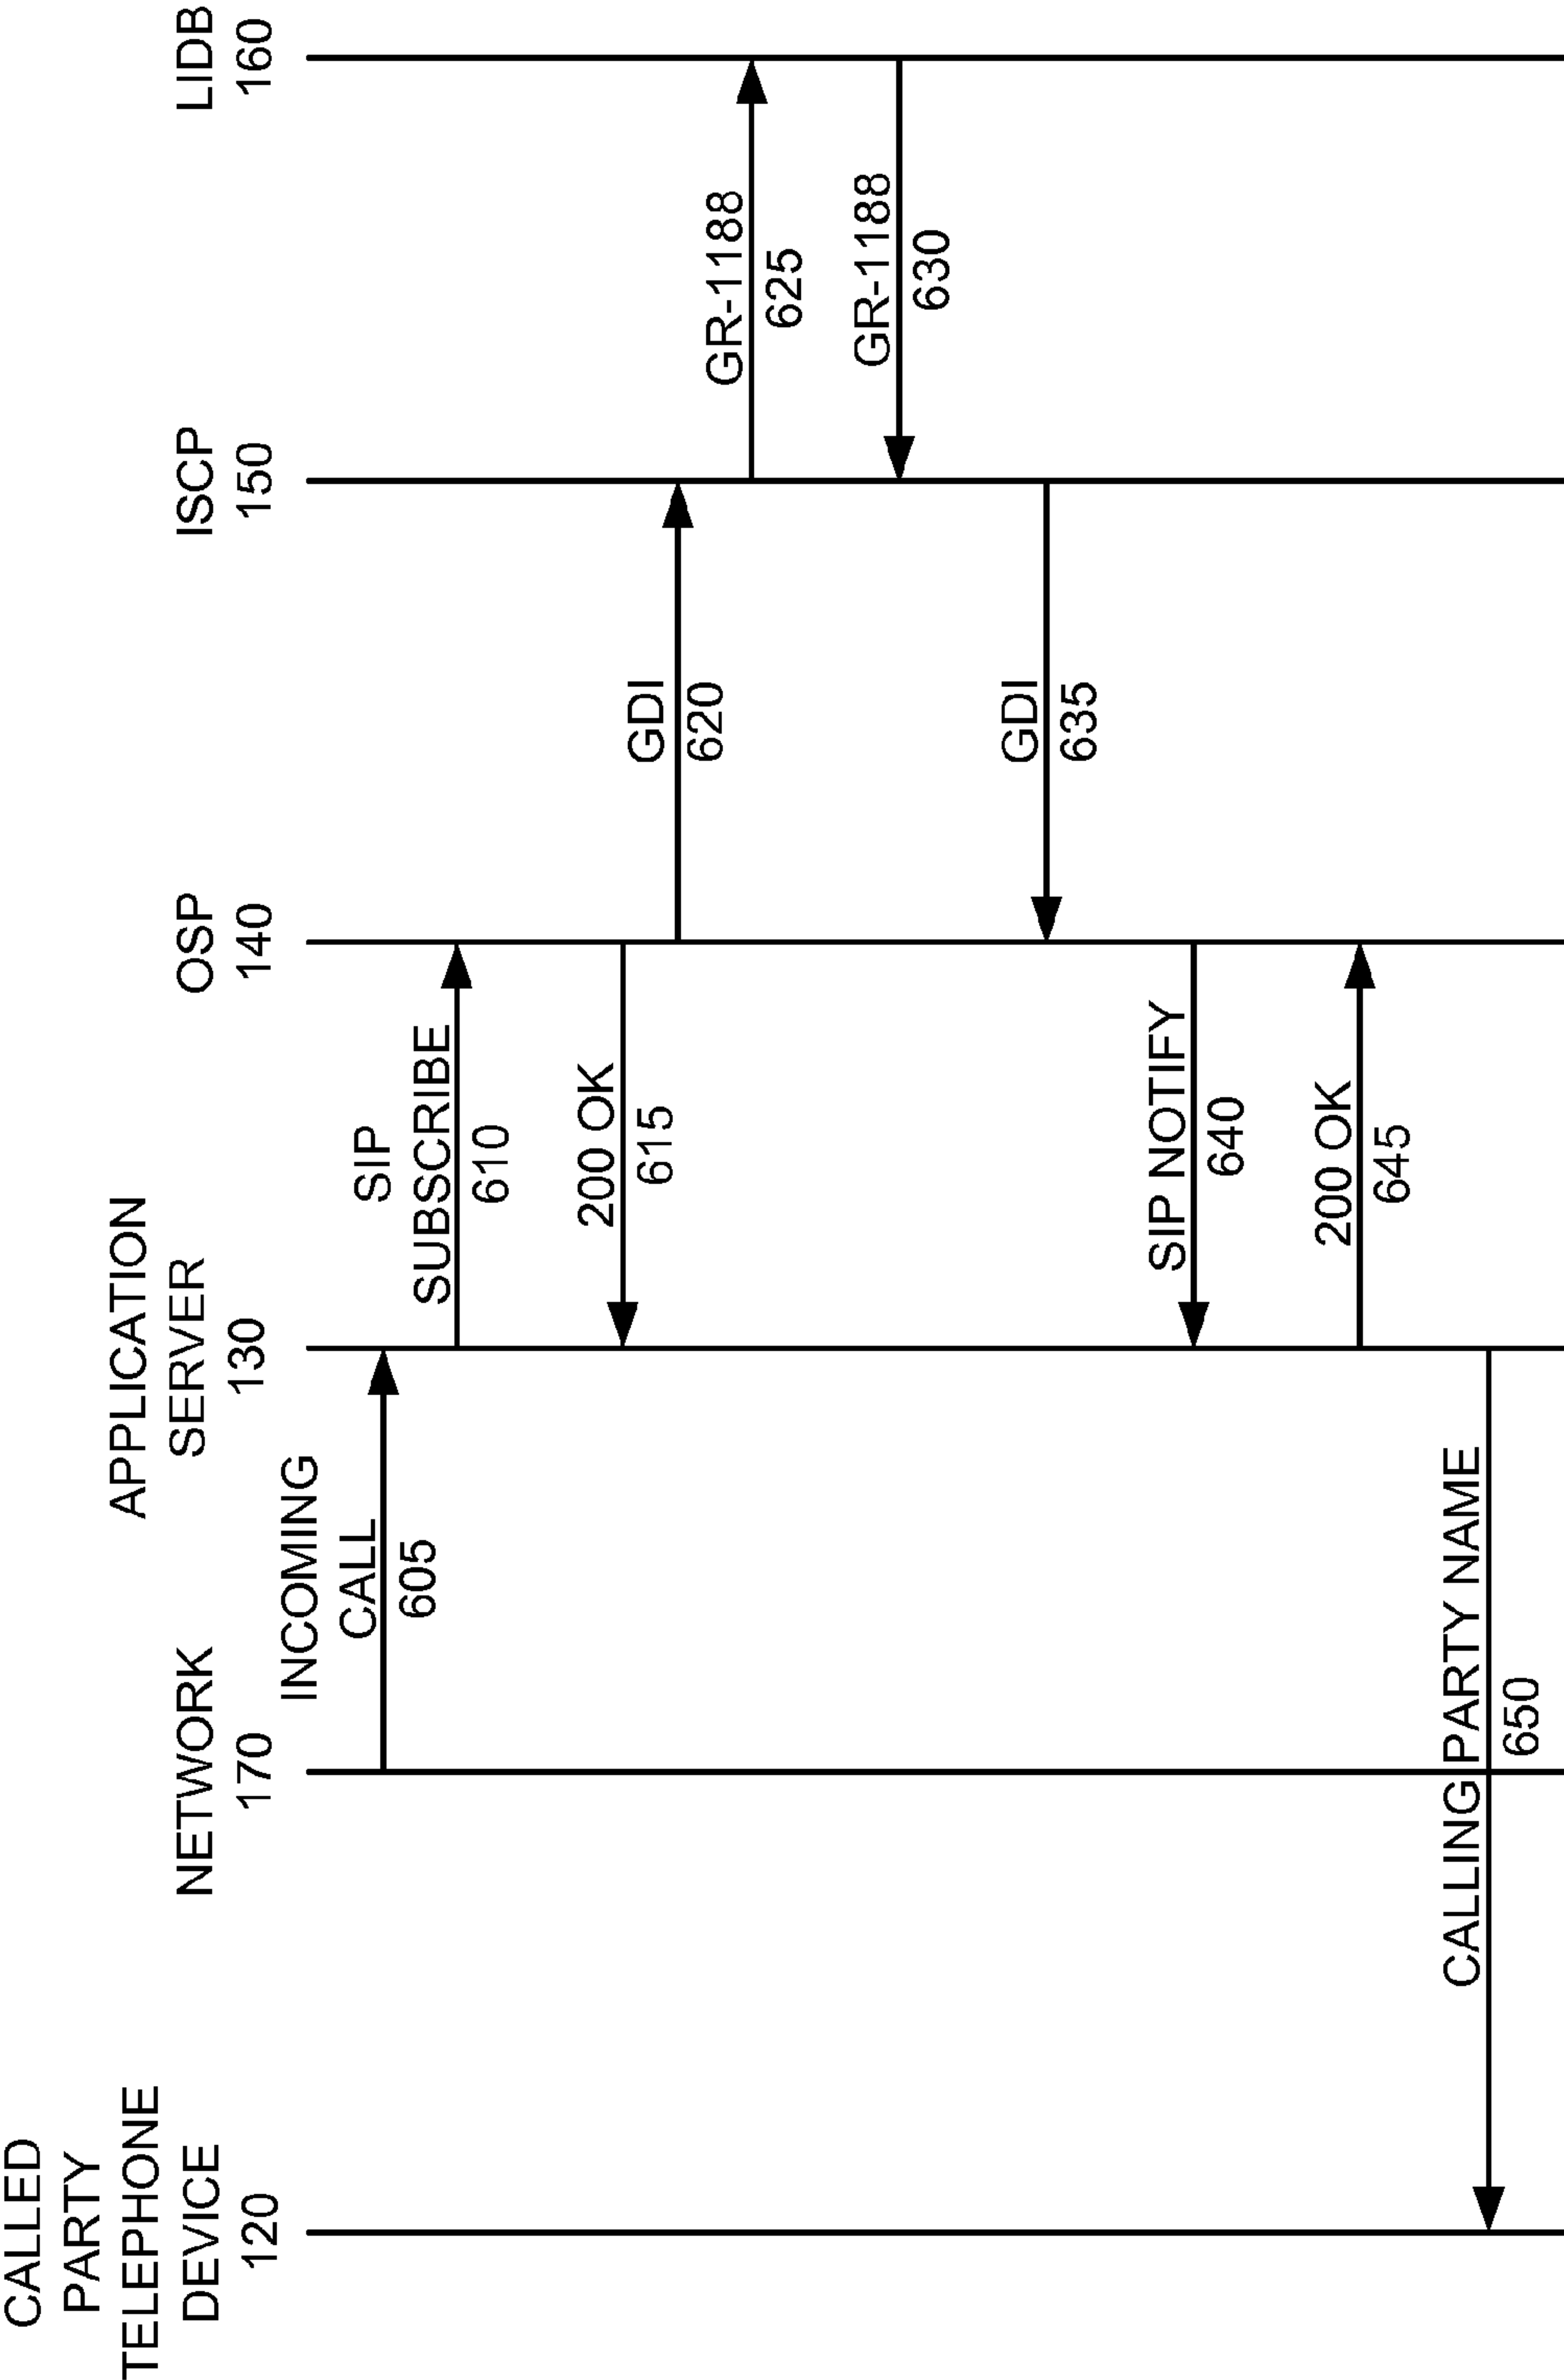 CALLED
PARTY
TELEPHONE
DEVICE
120
NETWORK
170
APPLICATION
SERVER
130
OSP
140
ISCP
150
LIDB
160
INCOMING
CALL
605
SIP
SUBSCRIBE
610
200 OK
615
GDI
620
GR-1188
625
GR-1188
630
GDI
635
SIP NOTIFY
640
200 OK
645
CALLING PARTY NAME
650